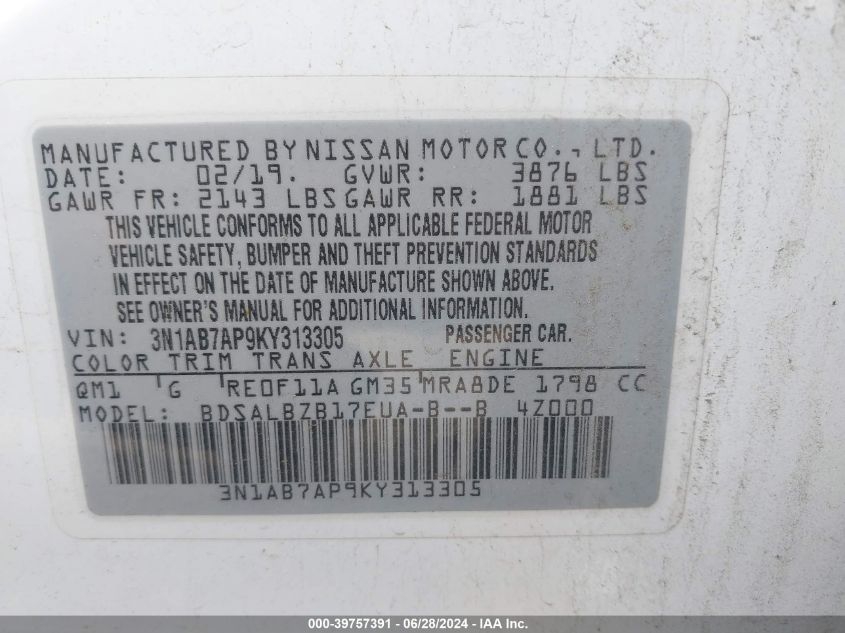 MANUFACTURED BY NISSAN MOTOR CO., LTD.
DATE: 02/19. GVWR: 3876 LBS
GAWR FR: 2143 LBS GAWR RR: 1881 LBS
THIS VEHICLE CONFORMS TO ALL APPLICABLE FEDERAL MOTOR
VEHICLE SAFETY, BUMPER AND THEFT PREVENTION STANDARDS
IN EFFECT ON THE DATE OF MANUFACTURE SHOWN ABOVE.
SEE OWNER'S MANUAL FOR ADDITIONAL INFORMATION.
VIN: 3N1AB7AP9KY313305 PASSENGER CAR.
COLOR TRIM TRANS AXLE ENGINE
QM1 G RE0F11A GM35 MRA8DE 1798 CC
MODEL: BDSALBZB17EUA-B--B 4Z000
3N1AB7AP9KY313305
000-39757391 - 06/28/2024 - IAA Inc.